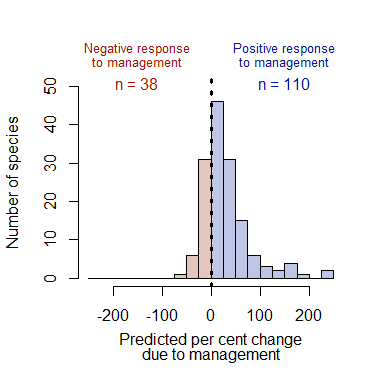 Negative response
to management
n = 38
Positive response
to management
n = 110
Number of species
50
40
30
20
10
0
-200 -100 0 100 200
Predicted per cent change
due to management